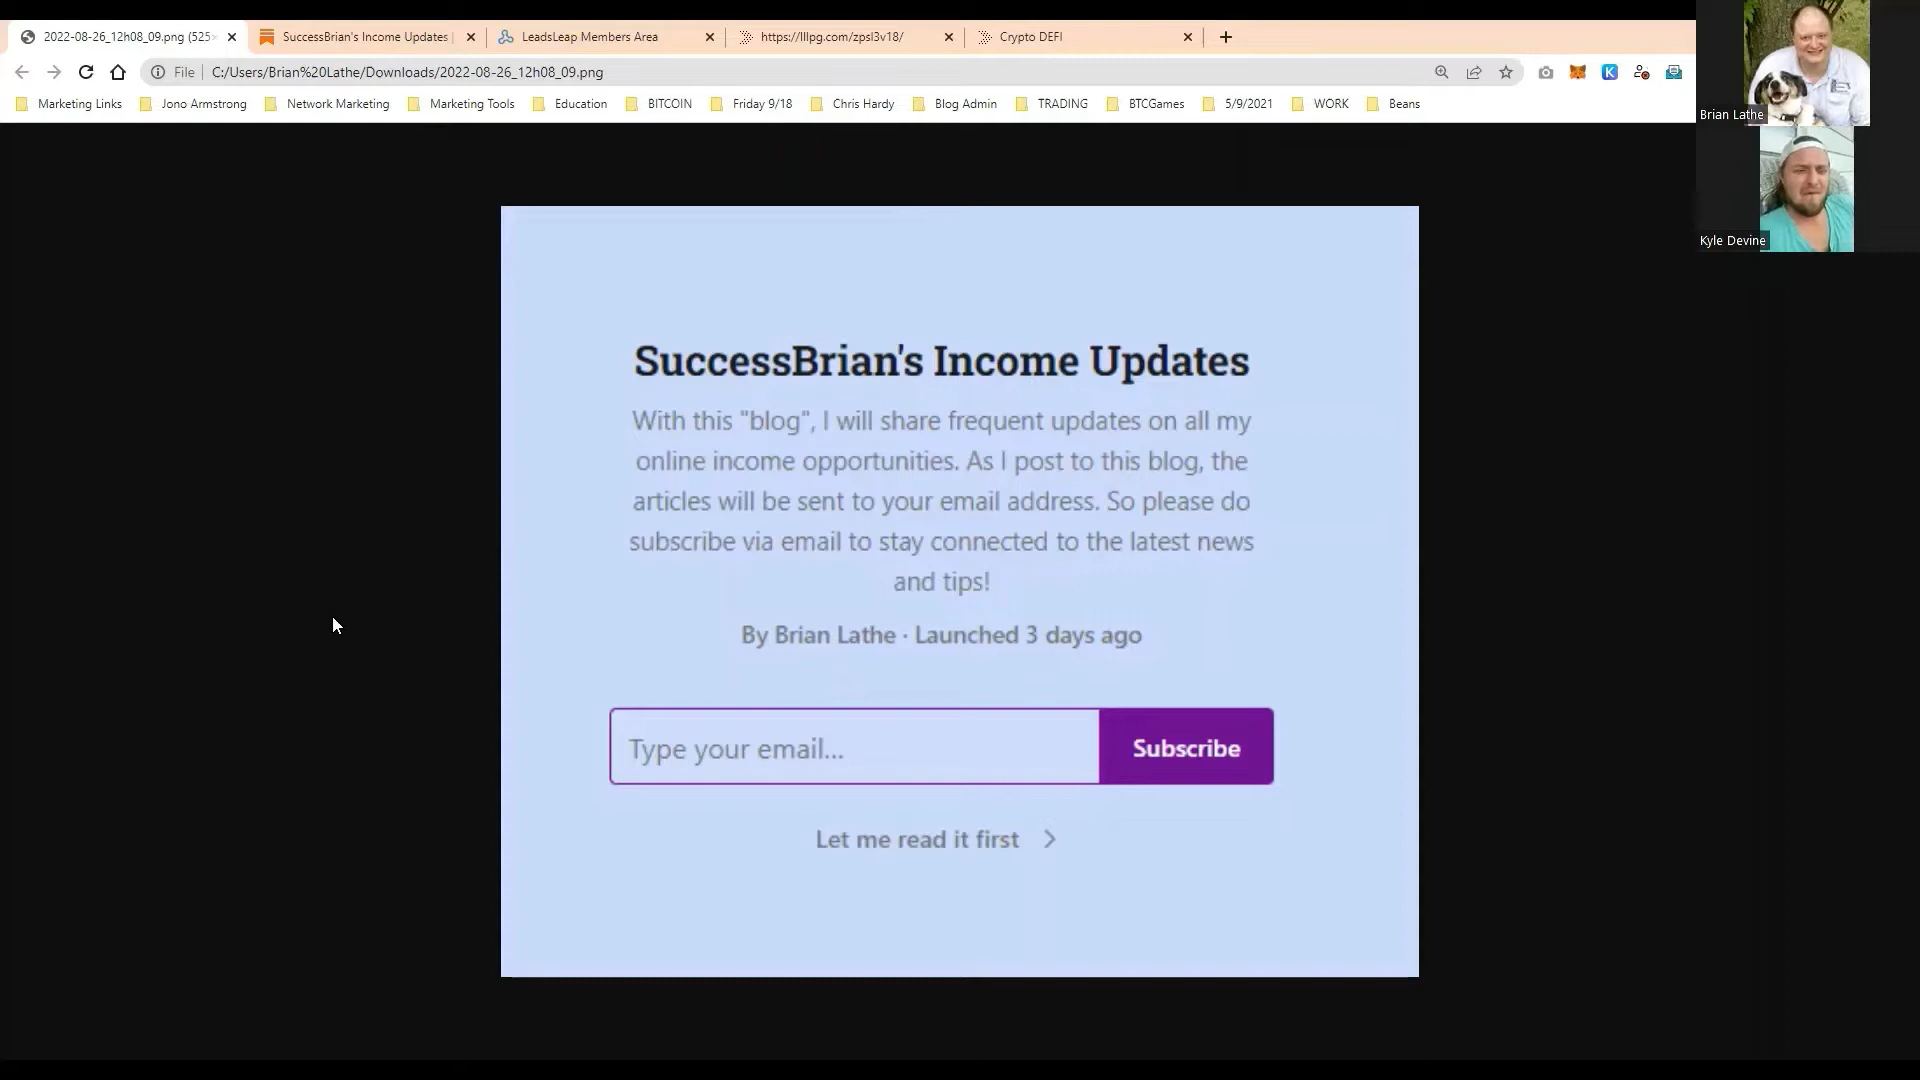 2022-08-26_12h08_09.png (525×
SuccessBrian's Income Updates |
LeadsLeap Members Area
https://lllpg.com/zpsl3v18/
Crypto DEFI
File
C:/Users/Brian%20Lathe/Downloads/2022-08-26_12h08_09.png
Marketing Links
Jono Armstrong
Network Marketing
Marketing Tools
Education
BITCOIN
Friday 9/18
Chris Hardy
Blog Admin
TRADING
BTCGames
5/9/2021
WORK
Beans
Brian Lathe
Kyle Devine
SuccessBrian's Income Updates
With this "blog", I will share frequent updates on all my
online income opportunities. As I post to this blog, the
articles will be sent to your email address. So please do
subscribe via email to stay connected to the latest news
and tips!
By Brian Lathe · Launched 3 days ago
Type your email...
Subscribe
Let me read it first